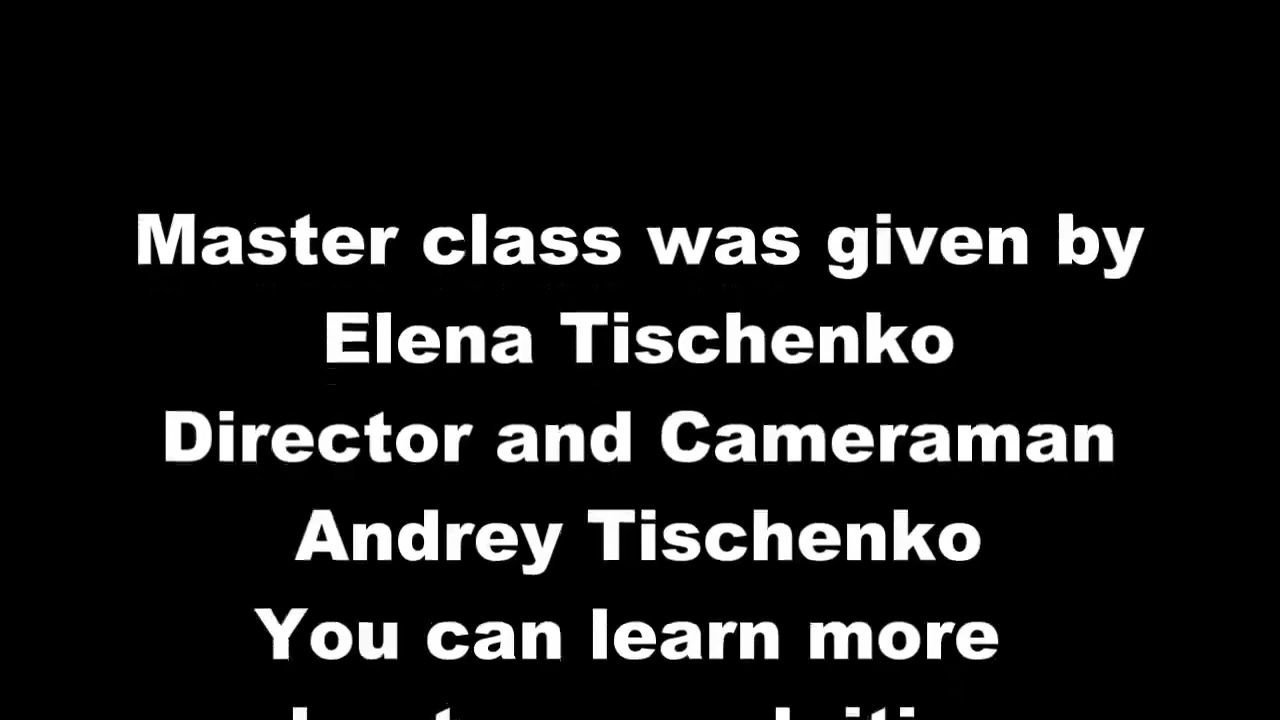 Master class was given by
Elena Tischenko
Director and Cameraman
Andrey Tischenko
You can learn more